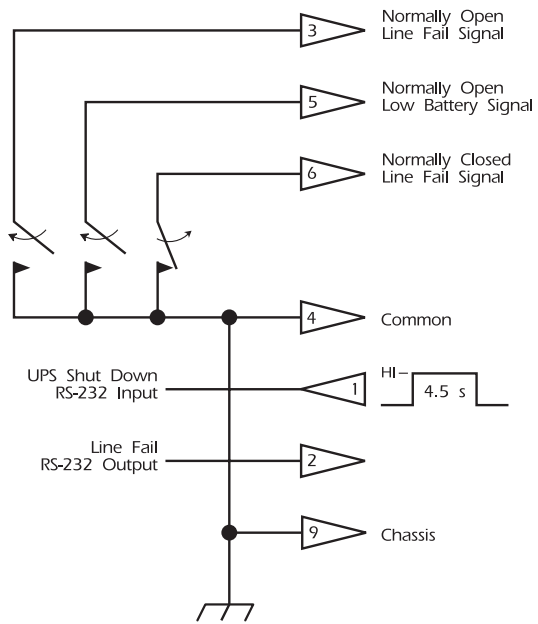 3
Normally Open
Line Fail Signal
5
Normally Open
Low Battery Signal
6
Normally Closed
Line Fail Signal
4
Common
UPS Shut Down
RS-232 Input
1
HI
4.5 s
Line Fail
RS-232 Output
2
9
Chassis